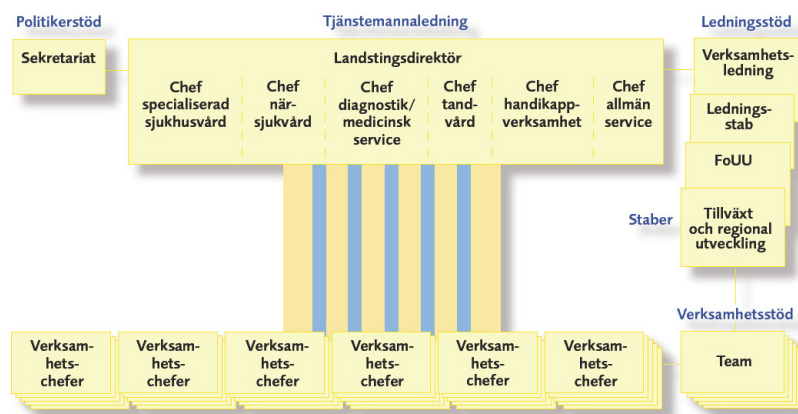 Politikerstöd
Tjänstemannaledning
Ledningsstöd
Sekretariat
Landstingsdirektör
Chef
specialiserad
sjukhusvård
Chef
när-
sjukvård
Chef
diagnostik/
medicinsk
service
Chef
tand-
vård
Chef
handikapp-
verksamhet
Chef
allmän
service
Verksamhets-
ledning
Lednings-
stab
FoUU
Staber
Tillväxt
och regional
utveckling
Verksamhetsstöd
Verksam-
hets-
chefer
Verksam-
hets-
chefer
Verksam-
hets-
chefer
Verksam-
hets-
chefer
Verksam-
hets-
chefer
Verksam-
hets-
chefer
Team